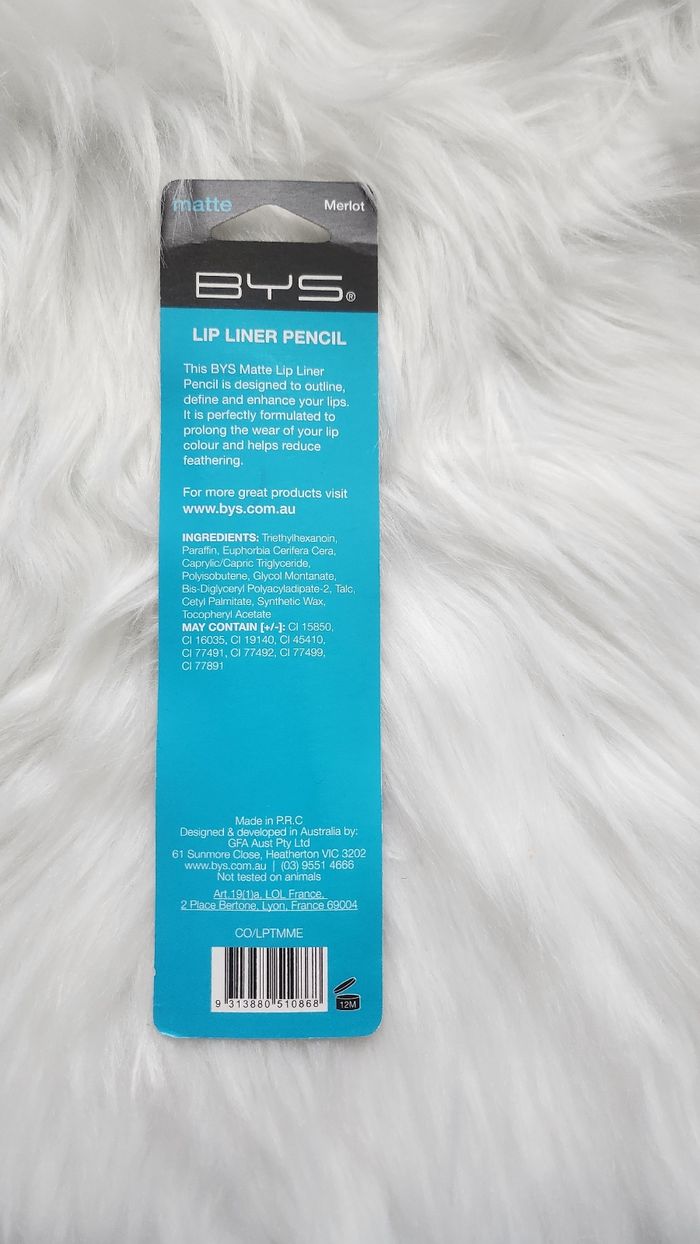 matte Merlot
BYS®
LIP LINER PENCIL
This BYS Matte Lip Liner
Pencil is designed to outline,
define and enhance your lips.
It is perfectly formulated to
prolong the wear of your lip
colour and helps reduce
feathering.
For more great products visit
www.bys.com.au
INGREDIENTS: Triethylhexanoin,
Paraffin, Euphorbia Cerifera Cera,
Caprylic/Capric Triglyceride,
Polyisobutene, Glycol Montanate,
Bis-Diglyceryl Polyacyladipate-2, Talc,
Cetyl Palmitate, Synthetic Wax,
Tocopheryl Acetate
MAY CONTAIN [+/-]: CI 15850,
CI 16035, CI 19140, CI 45410,
CI 77491, CI 77492, CI 77499,
CI 77891
Made in P.R.C
Designed & developed in Australia by:
GFA Aust Pty Ltd
61 Sunmore Close, Heatherton VIC 3202
www.bys.com.au | (03) 9551 4666
Not tested on animals
Art.19(1)a, LOL France,
2 Place Bertone, Lyon, France 69004
CO/LPTMME
9 313880 510868
12M